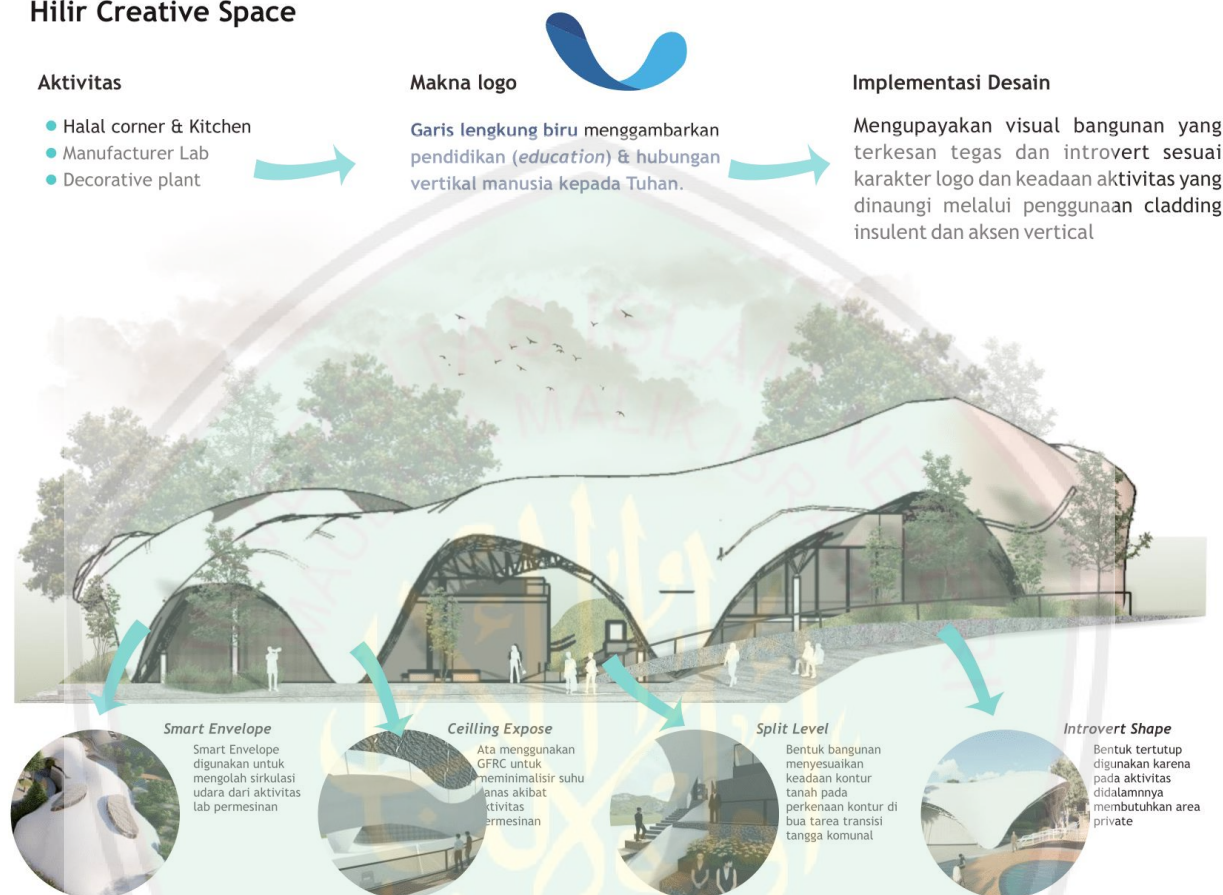 Hilir Creative Space
Aktivitas
Halal corner & Kitchen
Manufacturer Lab
Decorative plant
Makna logo
Garis lengkung biru menggambarkan
pendidikan (education) & hubungan
vertikal manusia kepada Tuhan.
Implementasi Desain
Mengupayakan visual bangunan yang
terkesan tegas dan introvert sesuai
karakter logo dan keadaan aktivitas yang
dinaungi melalui penggunaan cladding
insulent dan aksen vertical
Smart Envelope
Smart Envelope
digunakan untuk
mengolah sirkulasi
udara dari aktivitas
lab permesinan
Ceilling Expose
Ata menggunakan
GFRC untuk
meminimalisir suhu
panas akibat
aktivitas
permesinan
Split Level
Bentuk bangunan
menyesuaikan
keadaan kontur
tanah pada
perkenaan kontur di
bua tarea transisi
tangga komunal
Introvert Shape
Bentuk tertutup
digunakan karena
pada aktivitas
didalamnnya
membutuhkan area
private